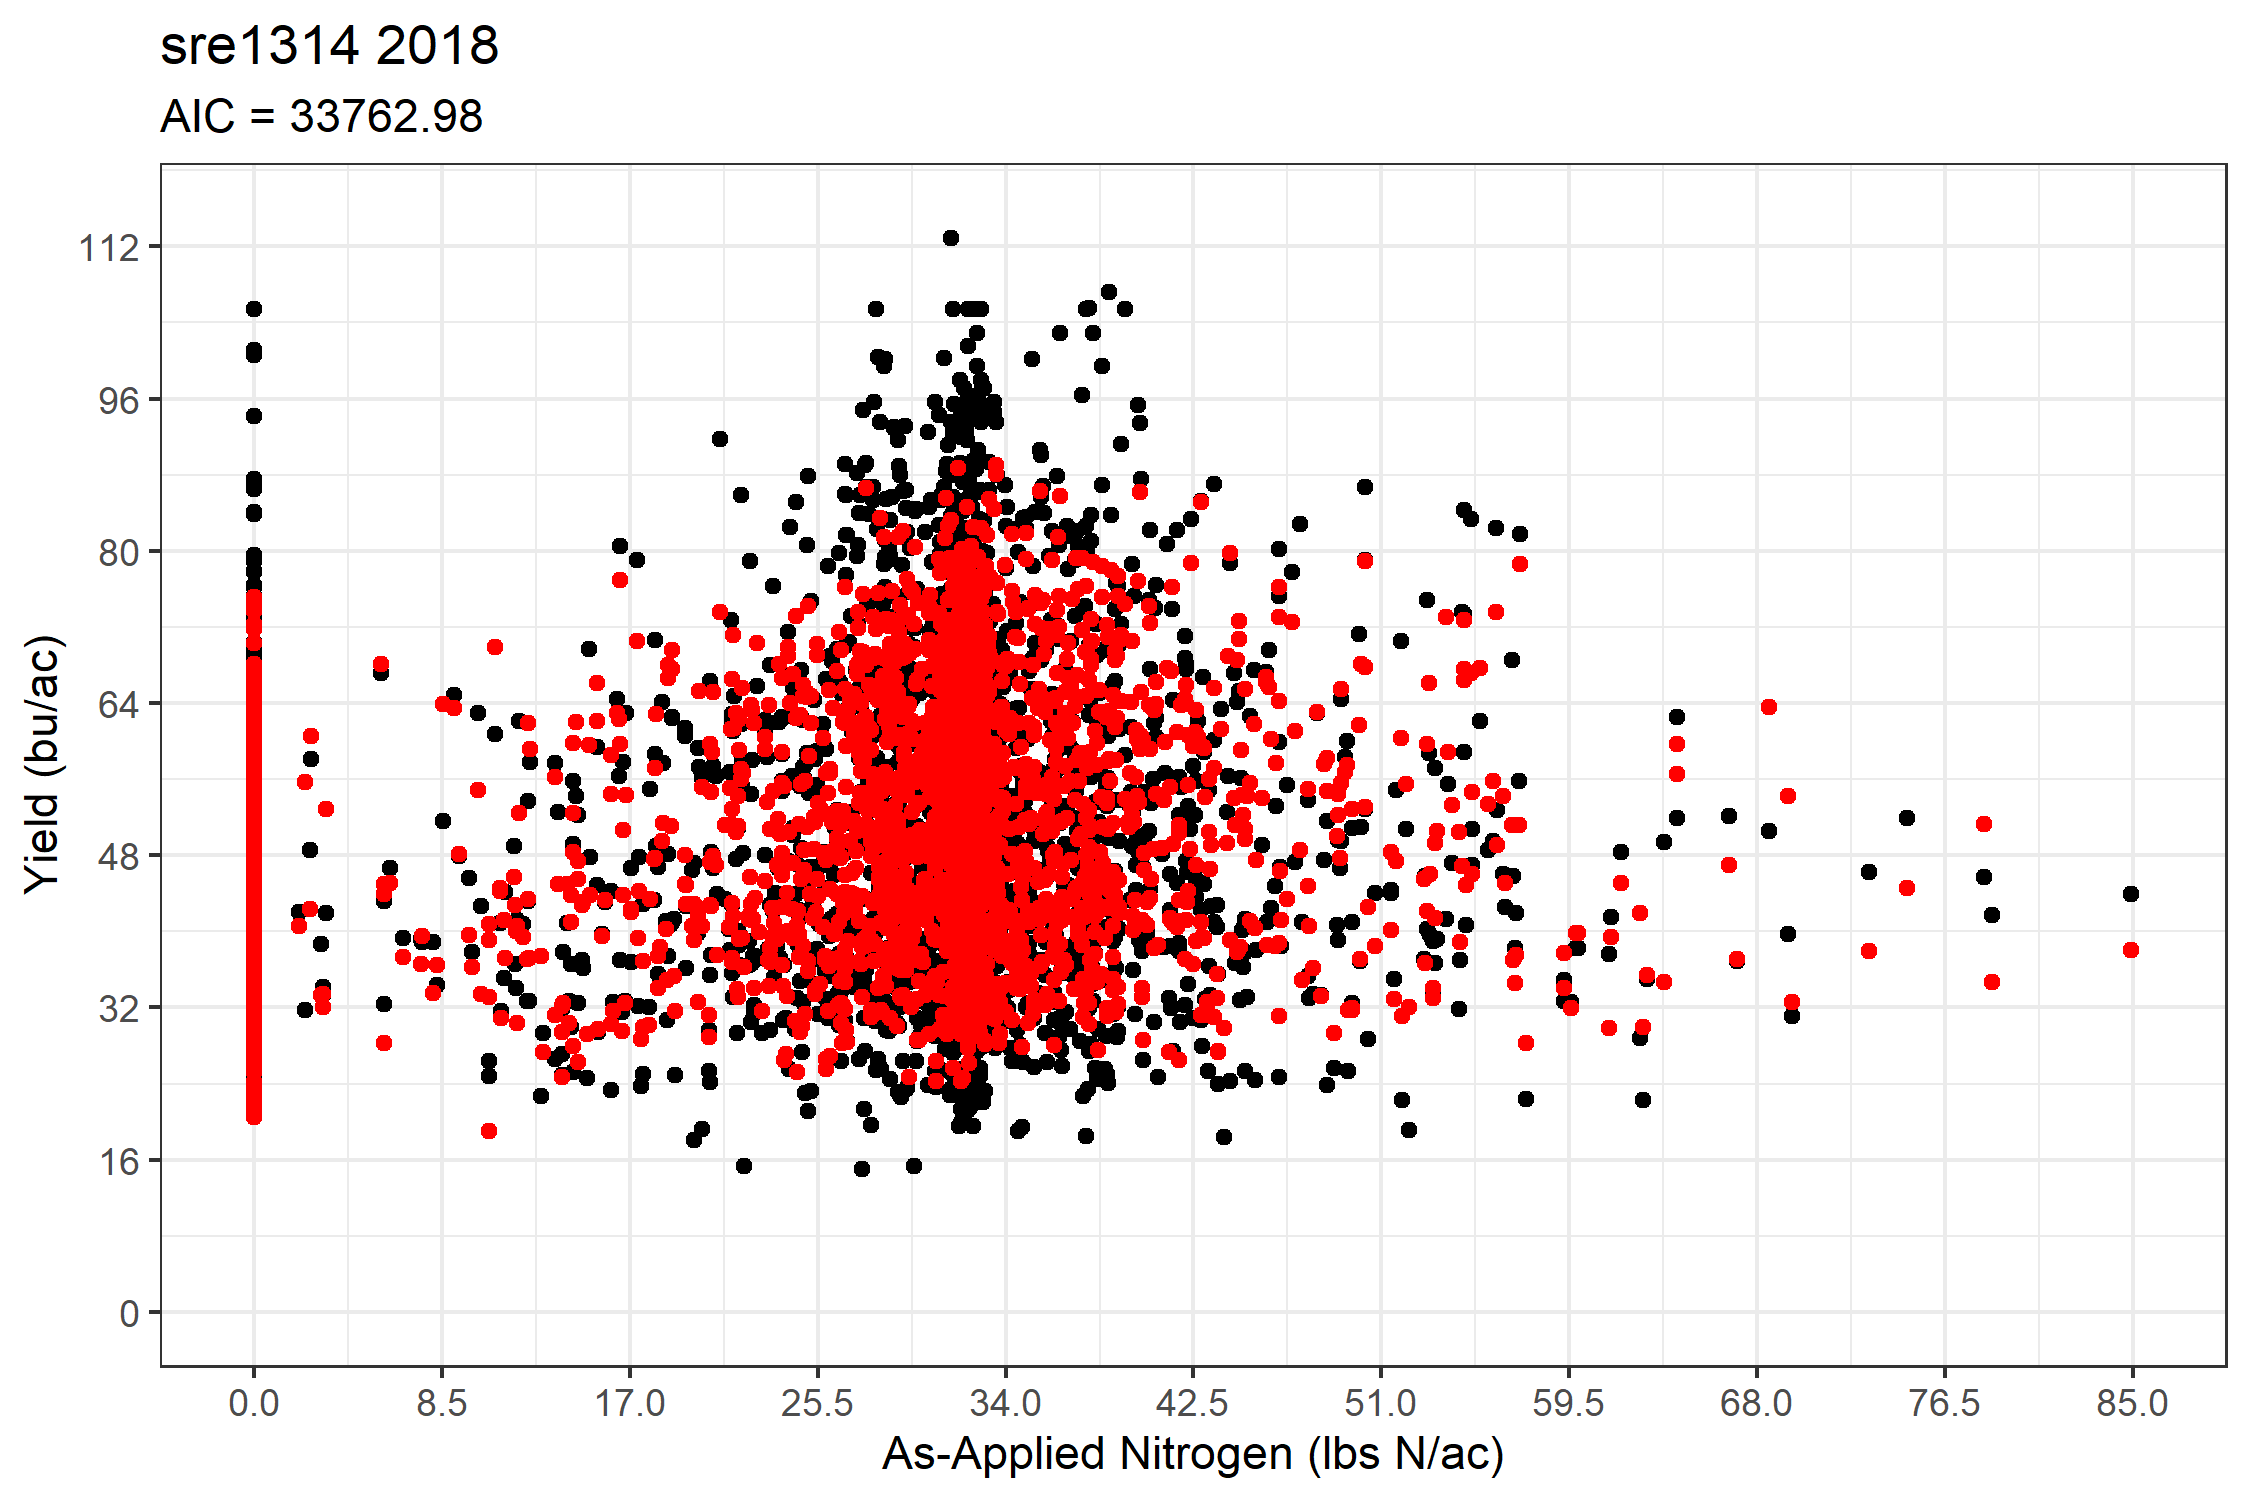 sre1314 2018
AIC = 33762.98
112
96
80
64
48
32
16
0
Yield (bu/ac)
0.0 8.5 17.0 25.5 34.0 42.5 51.0 59.5 68.0 76.5 85.0
As-Applied Nitrogen (lbs N/ac)